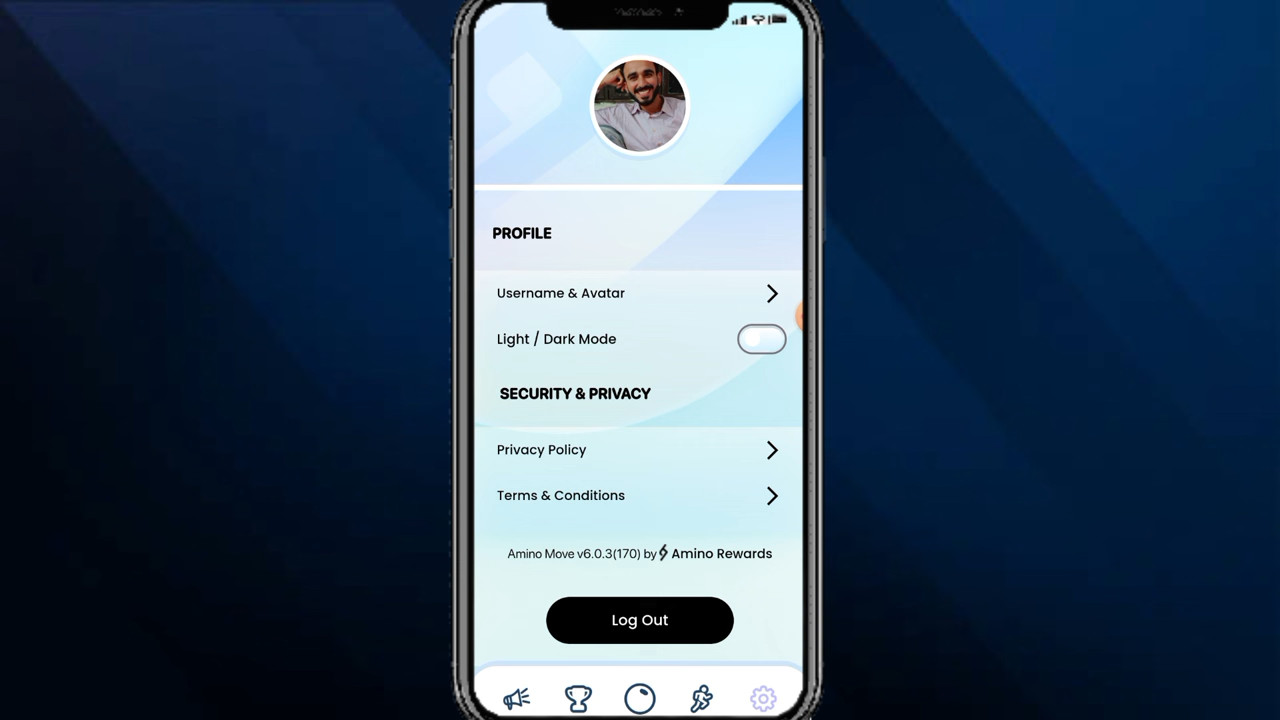 PROFILE
Username & Avatar
Light / Dark Mode
SECURITY & PRIVACY
Privacy Policy
Terms & Conditions
Amino Move v6.0.3(170) by Amino Rewards
Log Out